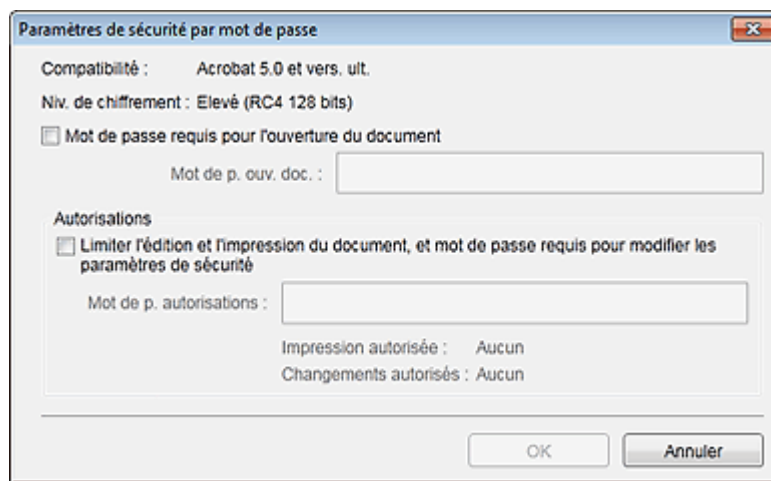 Paramètres de sécurité par mot de passe
Compatibilité : Acrobat 5.0 et vers. ult.
Niv. de chiffrement : Elevé (RC4 128 bits)
Mot de passe requis pour l'ouverture du document
Mot de p. ouv. doc. :
Autorisations
Limiter l'édition et l'impression du document, et mot de passe requis pour modifier les
paramètres de sécurité
Mot de p. autorisations :
Impression autorisée : Aucun
Changements autorisés : Aucun
OK Annuler